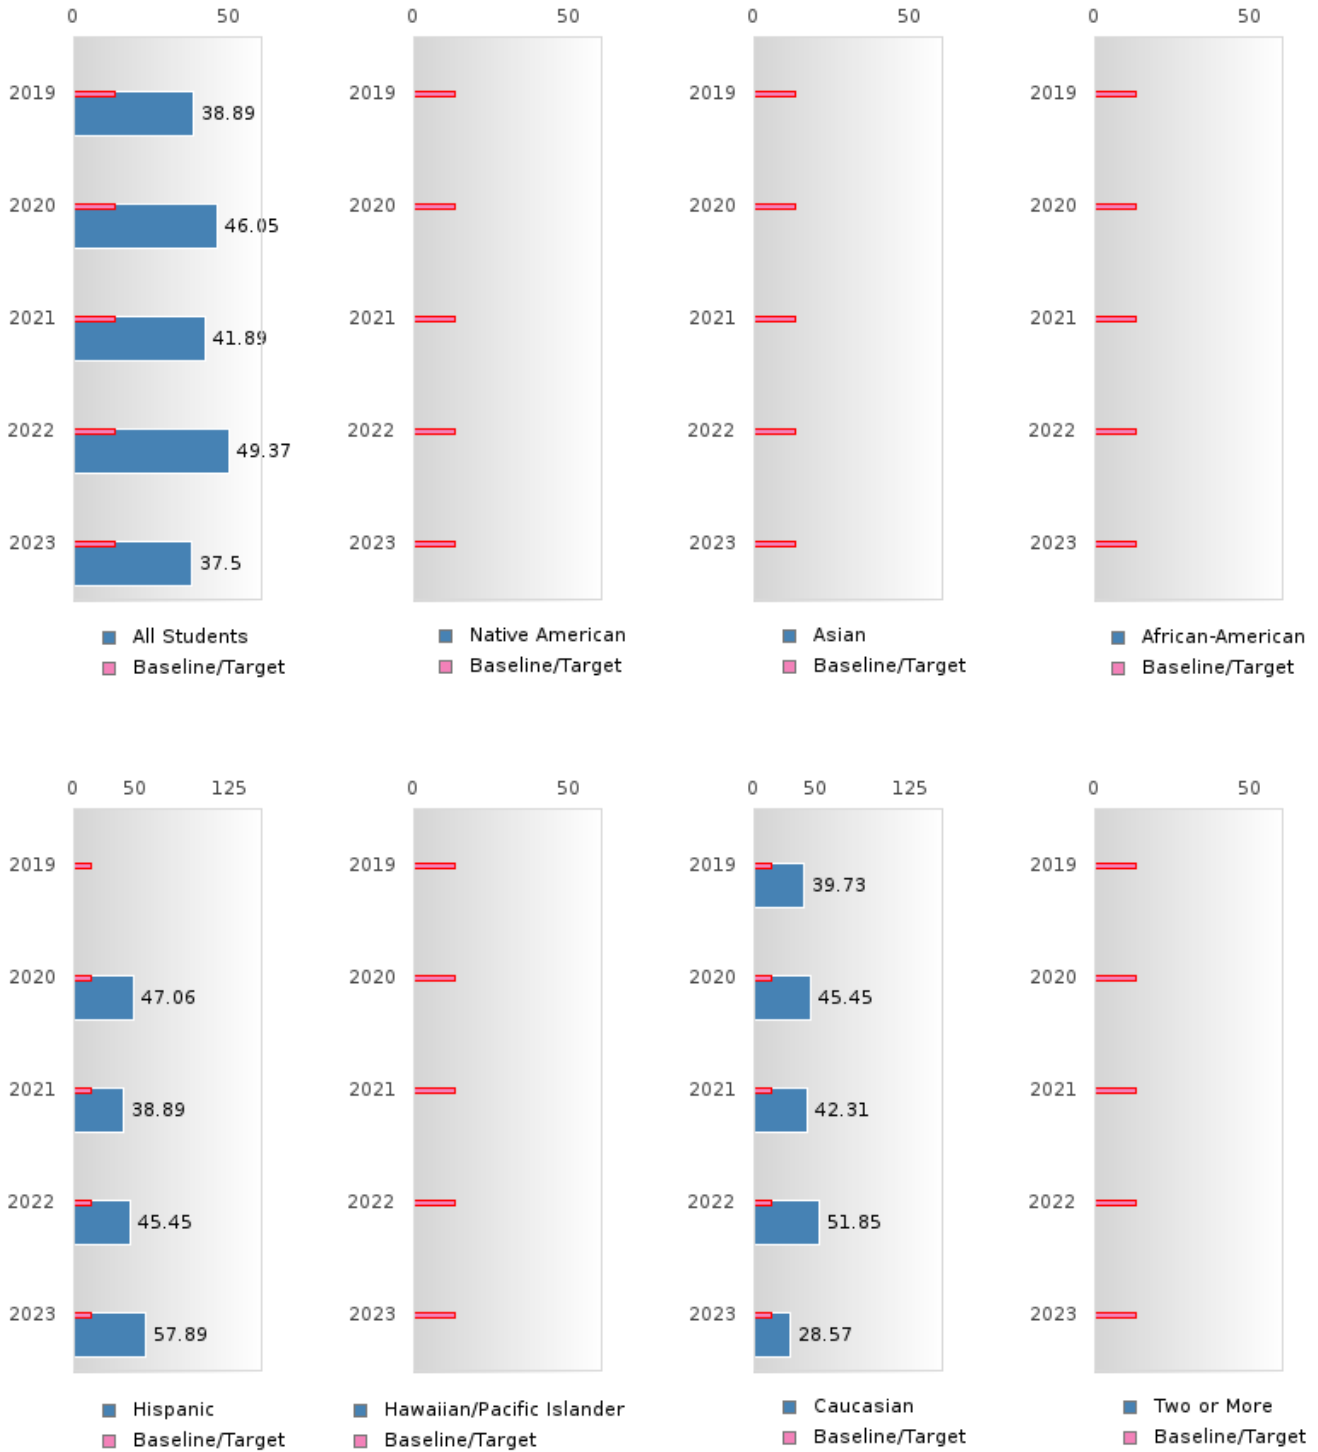 0 50 0 50 0 50 0 50
2019 38.89 2019 2019 2019
2020 46.05 2020 2020 2020
2021 41.89 2021 2021 2021
2022 49.37 2022 2022 2022
2023 37.5 2023 2023 2023
All Students Native American Asian African-American
Baseline/Target Baseline/Target Baseline/Target Baseline/Target
0 50 125 0 50 0 50 125 0 50
2019 2019 2019 39.73 2019
2020 47.06 2020 2020 45.45 2020
2021 38.89 2021 2021 42.31 2021
2022 45.45 2022 2022 51.85 2022
2023 57.89 2023 2023 28.57 2023
Hispanic Hawaiian/Pacific Islander Caucasian Two or More
Baseline/Target Baseline/Target Baseline/Target Baseline/Target